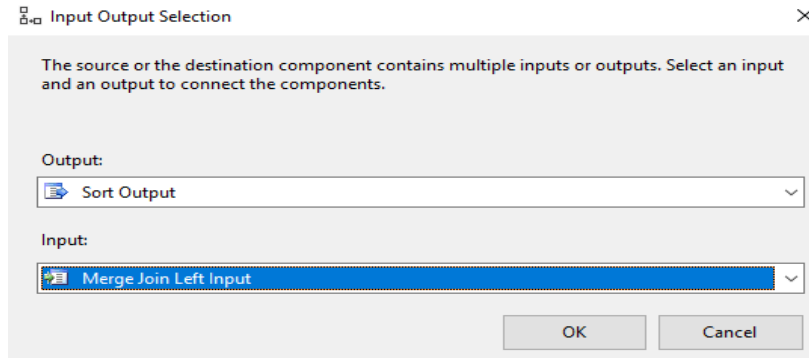 Input Output Selection
The source or the destination component contains multiple inputs or outputs. Select an input
and an output to connect the components.
Output:
Sort Output
Input:
Merge Join Left Input
OK
Cancel